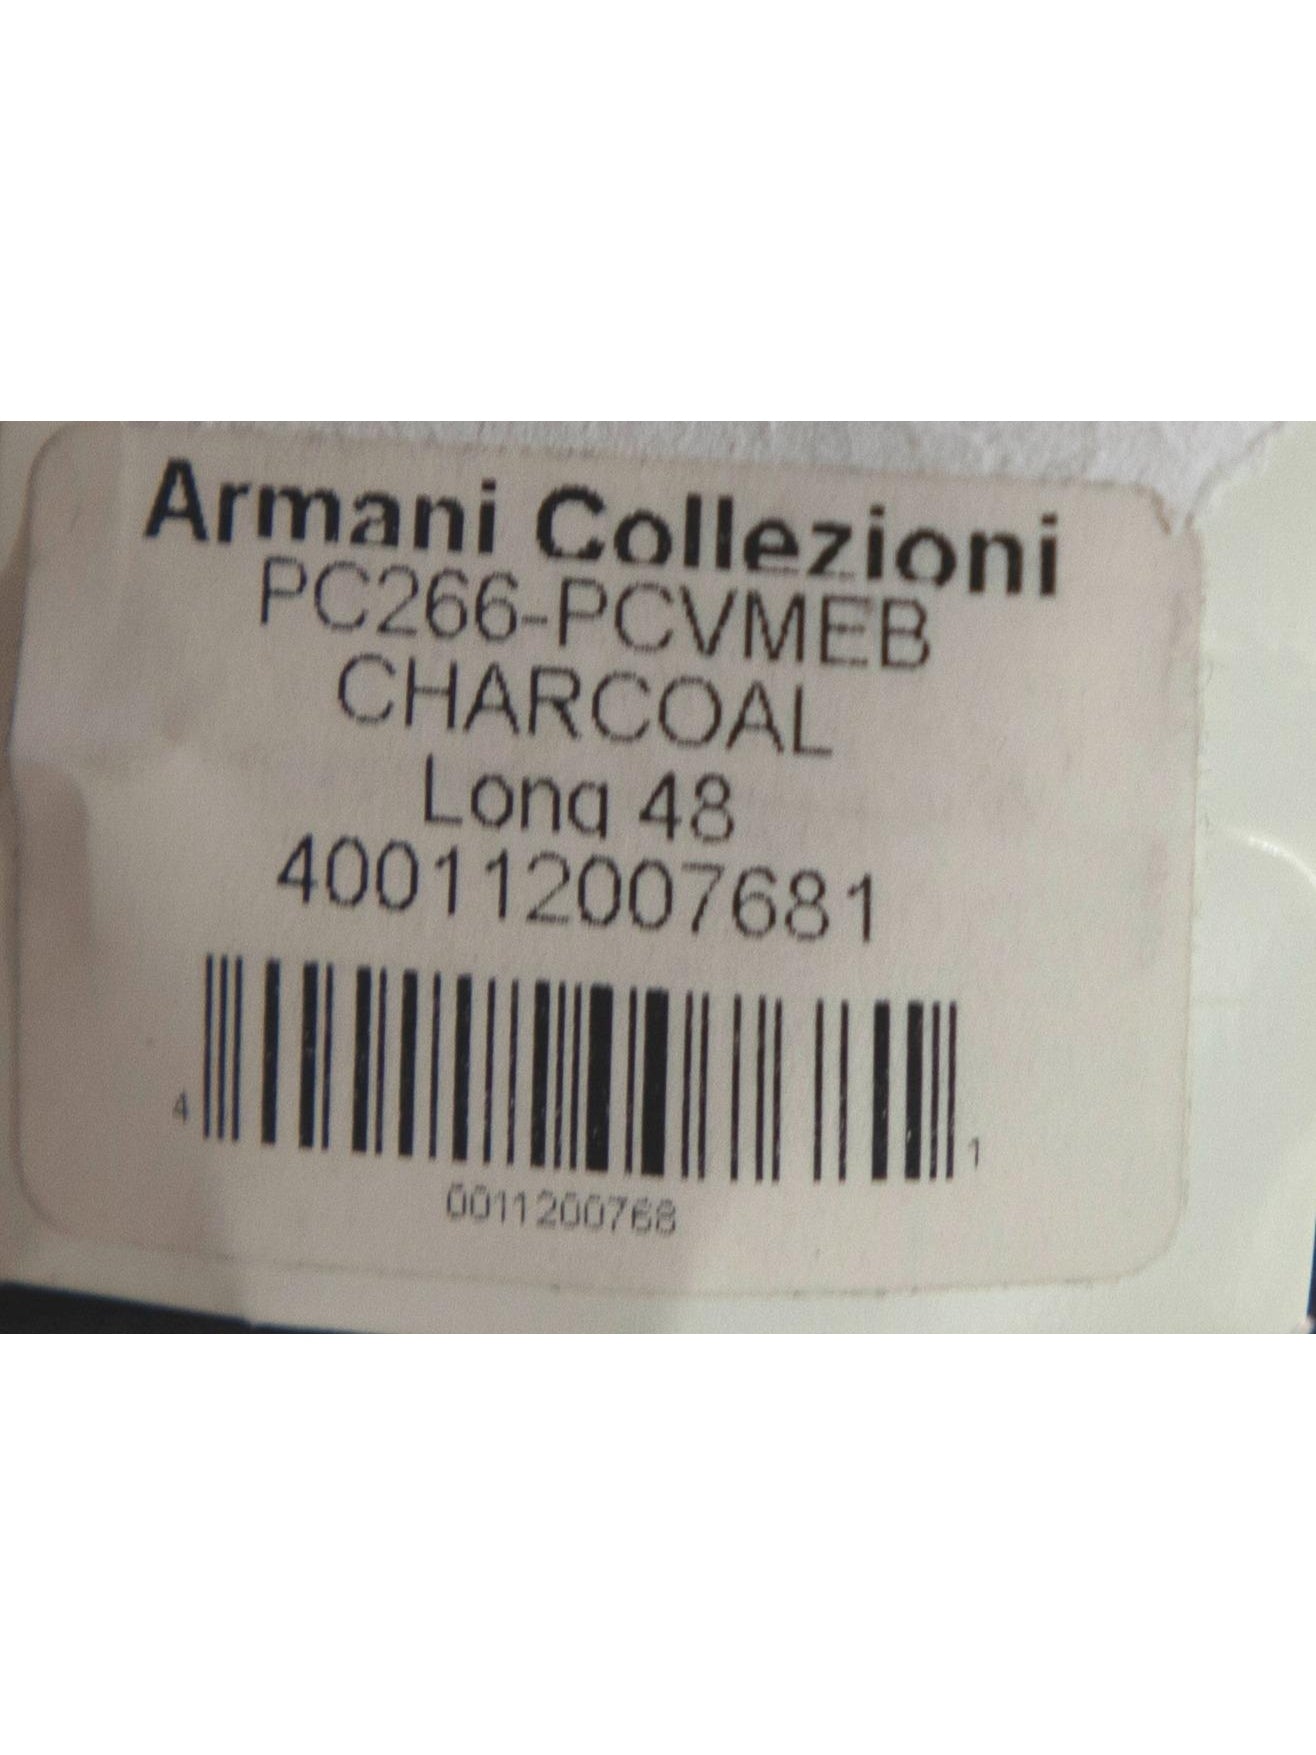 Armani Collezioni
PC266-PCVMEB
CHARCOAL
Long 48
400112007681
4 1
0011200768